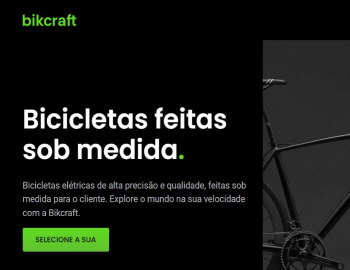 bikcraft
Bicicletas feitas
sob medida.
Bicicletas elétricas de alta precisão e qualidade, feitas sob
medida para o cliente. Explore o mundo na sua velocidade
com a Bikcraft.
SELECIONE A SUA